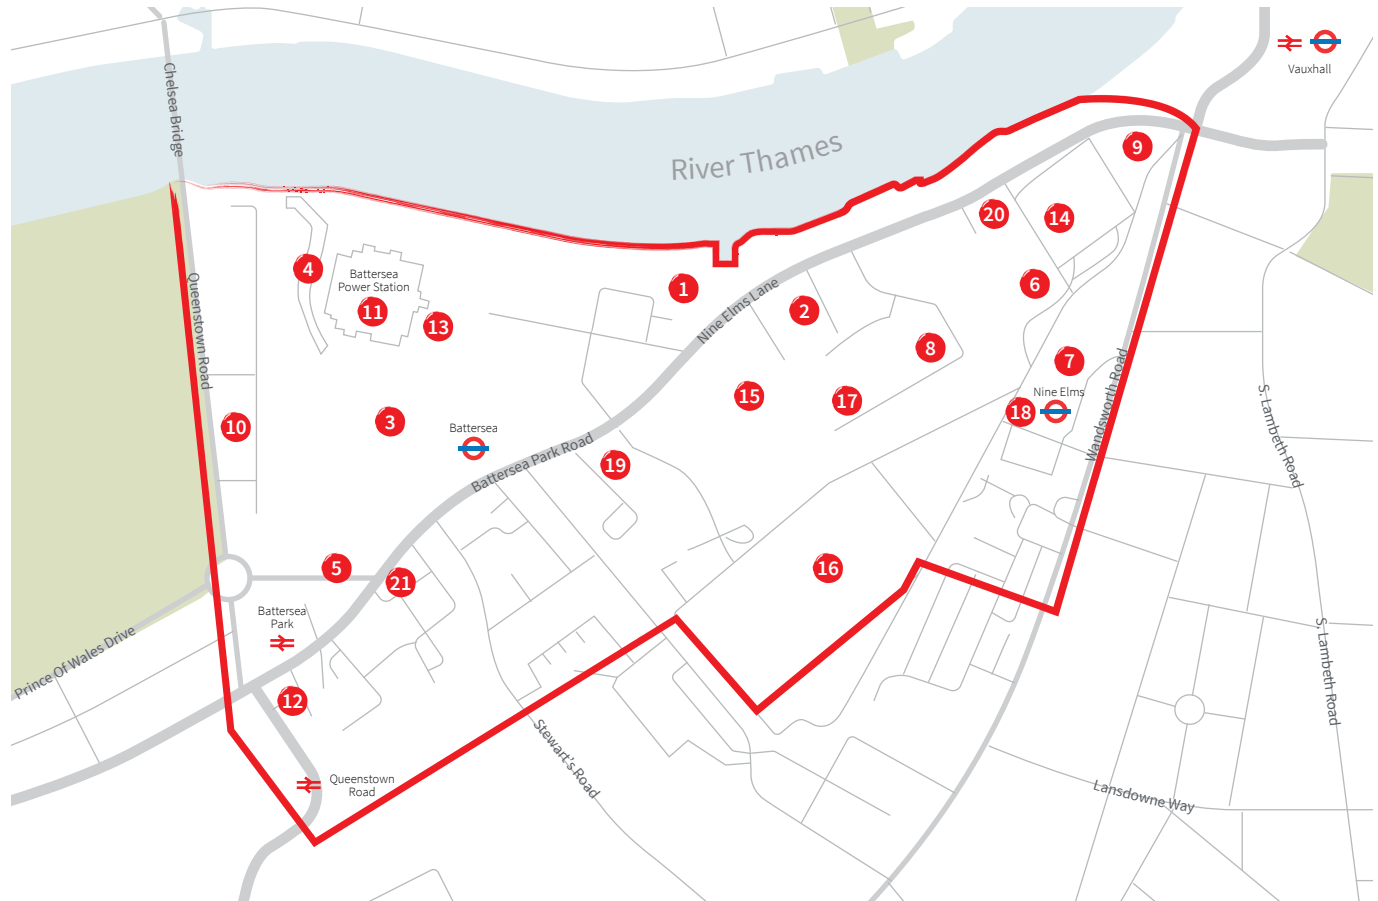 Vauxhall
Chelsea Bridge
River Thames
9
20
14
4
Battersea
Power Station
11
13
1
6
2
Nine Elms Lane
Queenstown Road
8
7
Nine Elms
18
Wandsworth Road
15
17
10
3
Battersea
Battersea Park Road
19
S. Lambeth Road
5
21
16
Battersea
Park
Prince Of Wales Drive
12
S. Lambeth Road
Stewart's Road
Queenstown
Road
Lansdowne Way